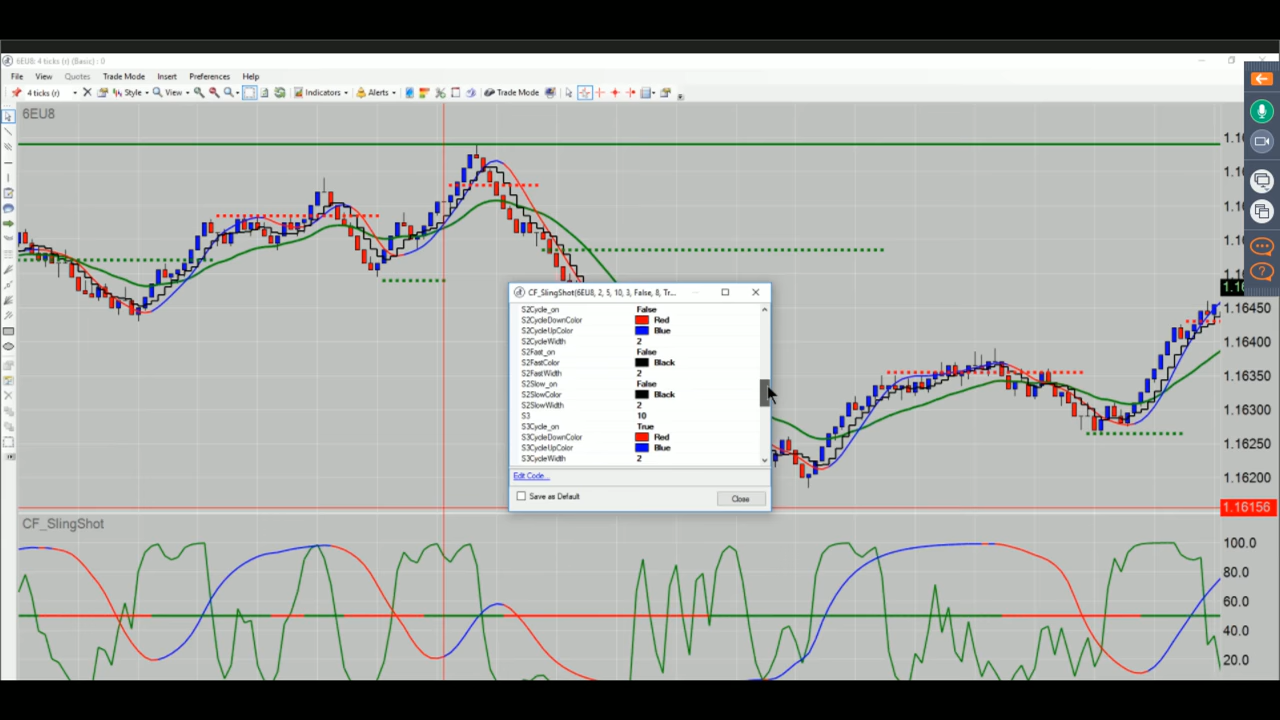 6EU8: 4 ticks (r) (Basic) : 0
File View Quotes Trade Mode Insert Preferences Help
4 ticks (r) Style View Indicators Alerts Trade Mode
6EU8
CF_SlingShot(6EU8, 2, 5, 10, 3, False, 8, Tr...
S2Cycle_on False
S2CycleDownColor Red
S2CycleUpColor Blue
S2CycleWidth 2
S2Fast_on False
S2FastColor Black
S2FastWidth 2
S2Slow_on False
S2SlowColor Black
S2SlowWidth 2
S3 10
S3Cycle_on True
S3CycleDownColor Red
S3CycleUpColor Blue
S3CycleWidth 2
Edit Code...
Save as Default Close
1.16450
1.16400
1.16350
1.16300
1.16250
1.16200
1.16156
CF_SlingShot
100.0
80.0
60.0
40.0
20.0